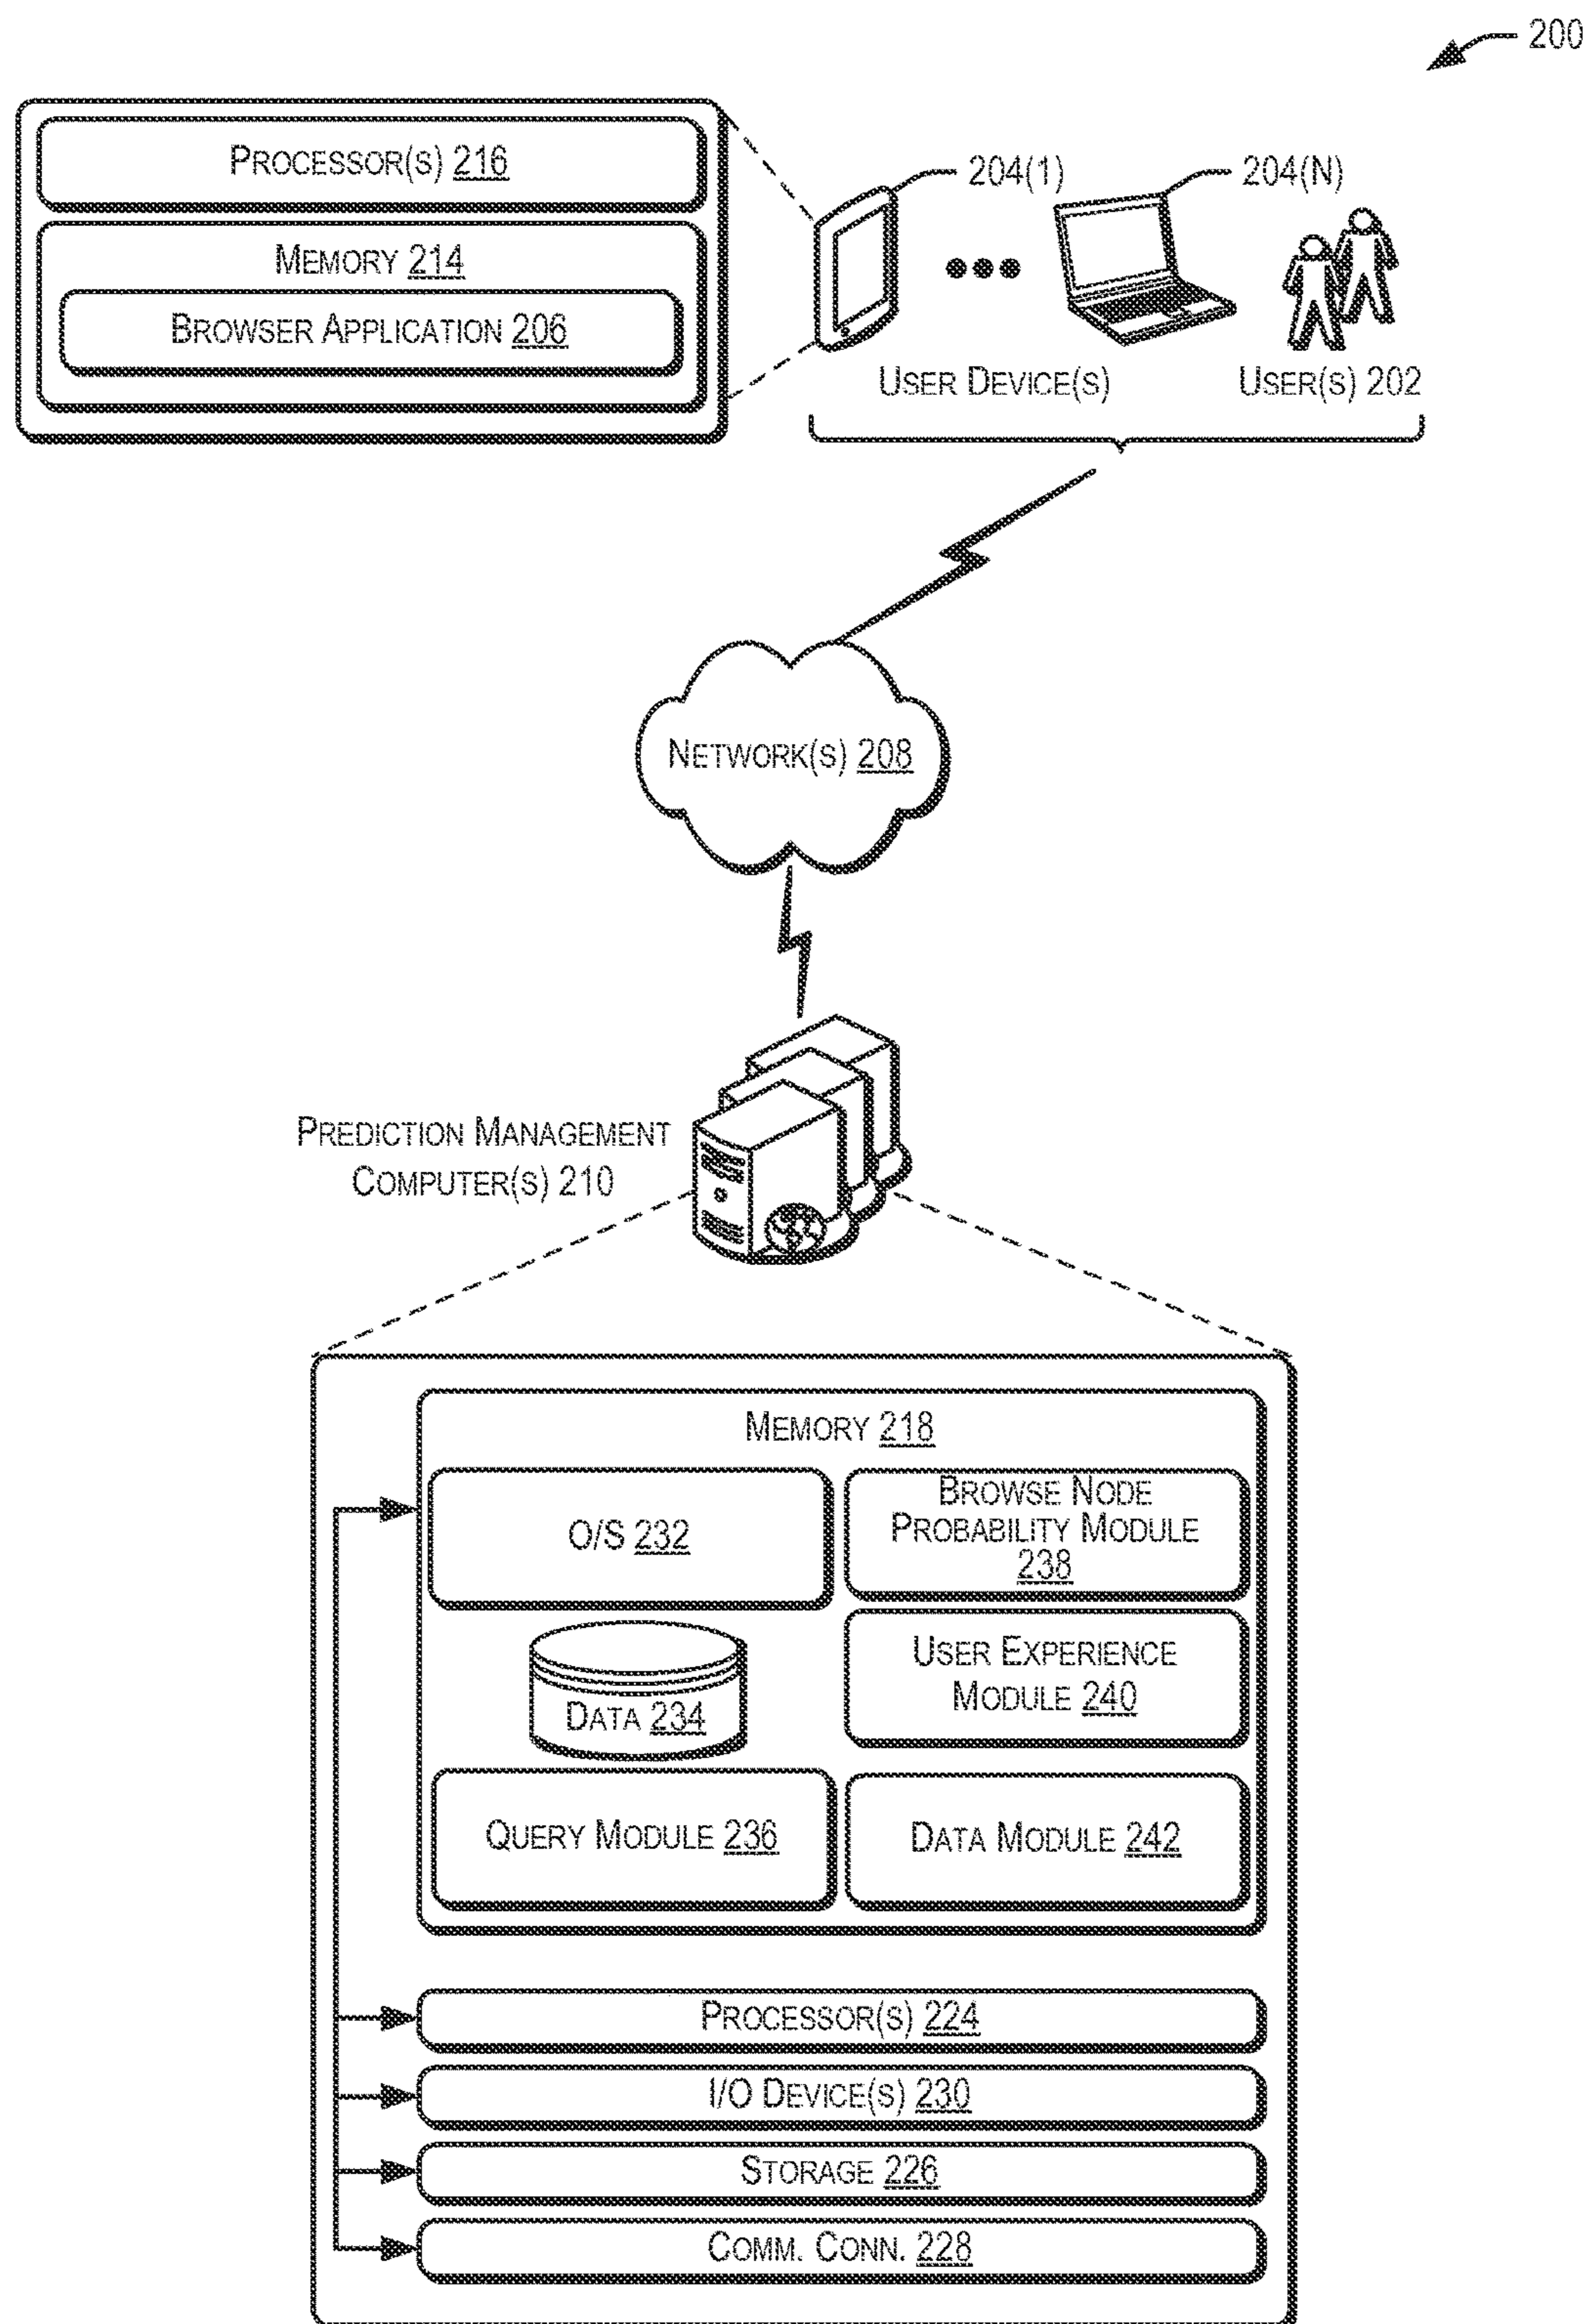 200
PROCESSOR(S) 216
MEMORY 214
BROWSER APPLICATION 206
204(1)
204(N)
USER DEVICE(S)
USER(S) 202
NETWORK(S) 208
PREDICTION MANAGEMENT
COMPUTER(S) 210
MEMORY 218
O/S 232
BROWSE NODE
PROBABILITY MODULE
238
DATA 234
USER EXPERIENCE
MODULE 240
QUERY MODULE 236
DATA MODULE 242
PROCESSOR(S) 224
I/O DEVICE(S) 230
STORAGE 226
COMM. CONN. 228